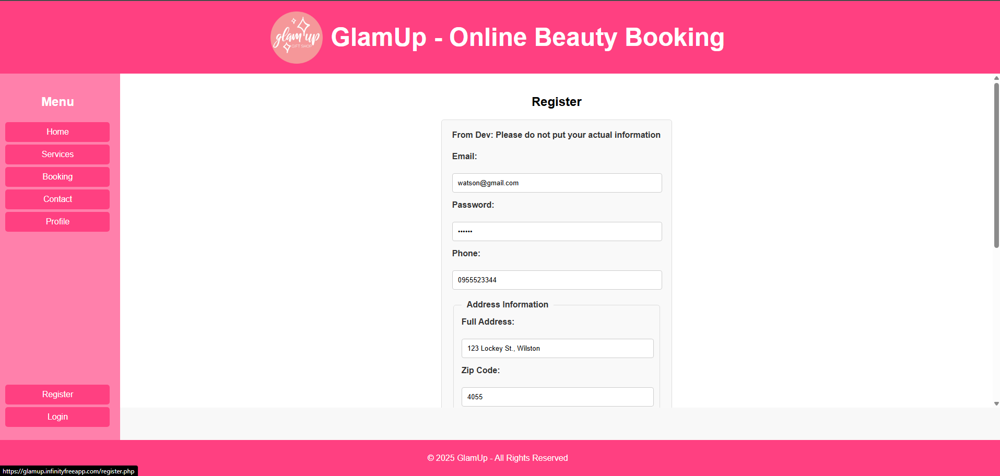 glam up
GIFT SHOP
GlamUp - Online Beauty Booking
Menu
Home
Services
Booking
Contact
Profile
Register
Login
Register
From Dev: Please do not put your actual information
Email:
watson@gmail.com
Password:
••••••
Phone:
0955523344
Address Information
Full Address:
123 Lockey St., Wilston
Zip Code:
4055
© 2025 GlamUp - All Rights Reserved
https://glamup.infinityfreeapp.com/register.php